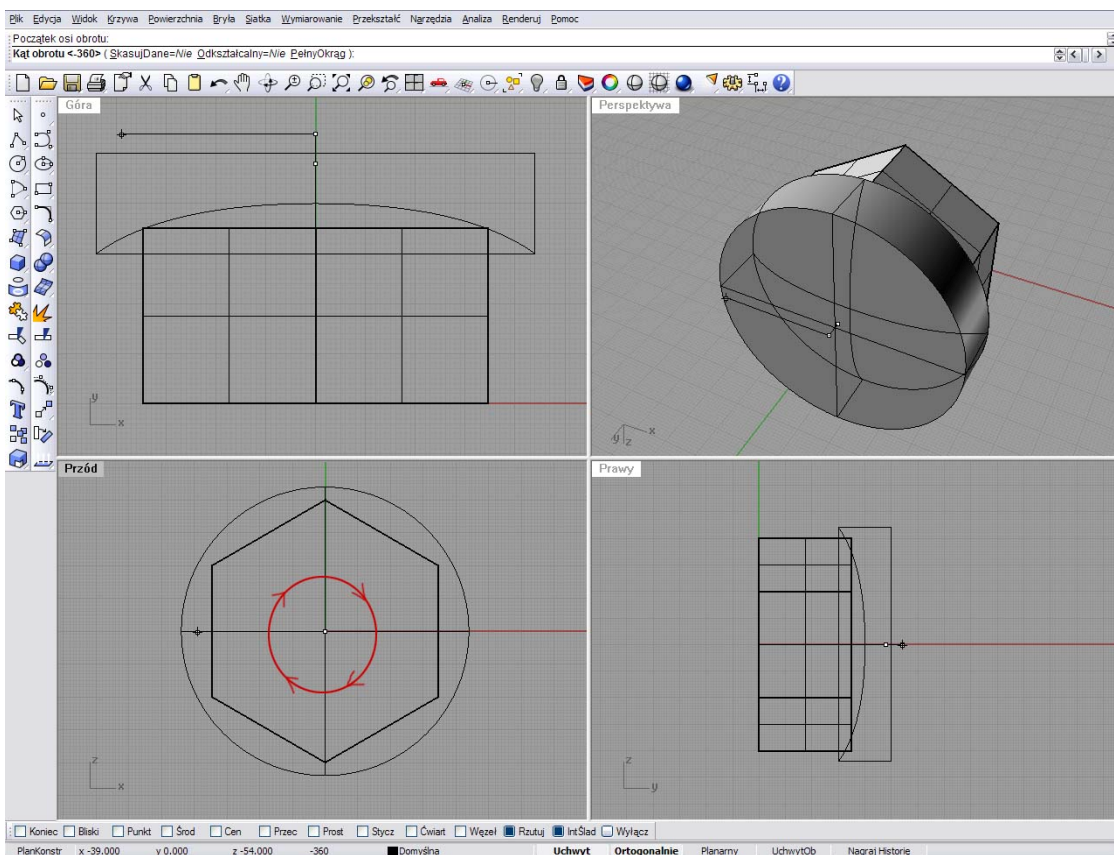 Plik Edycja Widok Krzywa Powierzchnia Bryła Siatka Wymiarowanie Przekształć Narzędzia Analiza Renderuj Pomoc
Początek osi obrotu:
Kąt obrotu <-360> ( SkasujDane=Nie Odkształcalny=Nie PełnyOkrąg ):
Góra
Perspektywa
y
x
y z x
Przód
Prawy
z
x
z
y
Koniec Bliski Punkt Środ Cen Przec Prost Stycz Ćwiart Węzeł Rzutuj IntŚlad Wyłącz
PłanKonstr x -39.000 y 0.000 z -54.000 -360 Domyślna Uchwyt Ortogonalnie Planarny UchwytOb Nagraj Historię